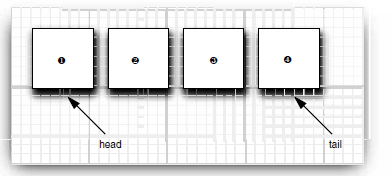 ❶ ❷ ❸ ❹
head tail